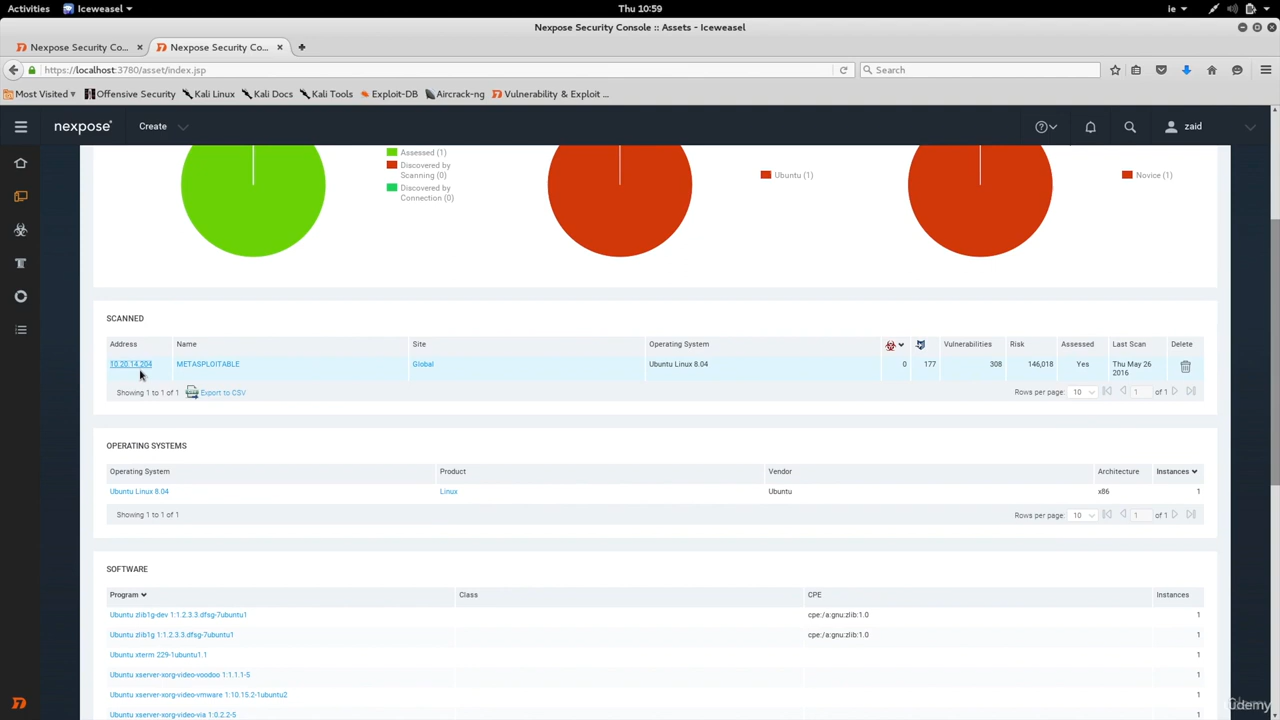 Activities Iceweasel Thu 10:59 ie
Nexpose Security Console :: Assets - Iceweasel
Nexpose Security Co... × Nexpose Security Co... ×
https://localhost:3780/asset/index.jsp Search
Most Visited Offensive Security Kali Linux Kali Docs Kali Tools Exploit-DB Aircrack-ng Vulnerability & Exploit ...
nexpose Create zaid
Assessed (1)
Discovered by
Scanning (0)
Discovered by
Connection (0)
Ubuntu (1)
Novice (1)
SCANNED
Address Name Site Operating System Vulnerabilities Risk Assessed Last Scan Delete
10.20.14.204 METASPLOITABLE Global Ubuntu Linux 8.04 0 177 308 146,018 Yes Thu May 26
2016
Showing 1 to 1 of 1 Export to CSV Rows per page: 10 1 of 1
OPERATING SYSTEMS
Operating System Product Vendor Architecture Instances
Ubuntu Linux 8.04 Linux Ubuntu x86 1
Showing 1 to 1 of 1 Rows per page: 10 1 of 1
SOFTWARE
Program Class CPE Instances
Ubuntu zlib1g-dev 1:1.2.3.3.dfsg-7ubuntu1 cpe:/a:gnu:zlib:1.0 1
Ubuntu zlib1g 1:1.2.3.3.dfsg-7ubuntu1 cpe:/a:gnu:zlib:1.0 1
Ubuntu xterm 229-1ubuntu1.1 1
Ubuntu xserver-xorg-video-voodoo 1:1.1.1-5 1
Ubuntu xserver-xorg-video-vmware 1:10.15.2-1ubuntu2 1
Ubuntu xserver-xorg-video-via 1:0.2.2-5 1
Udemy